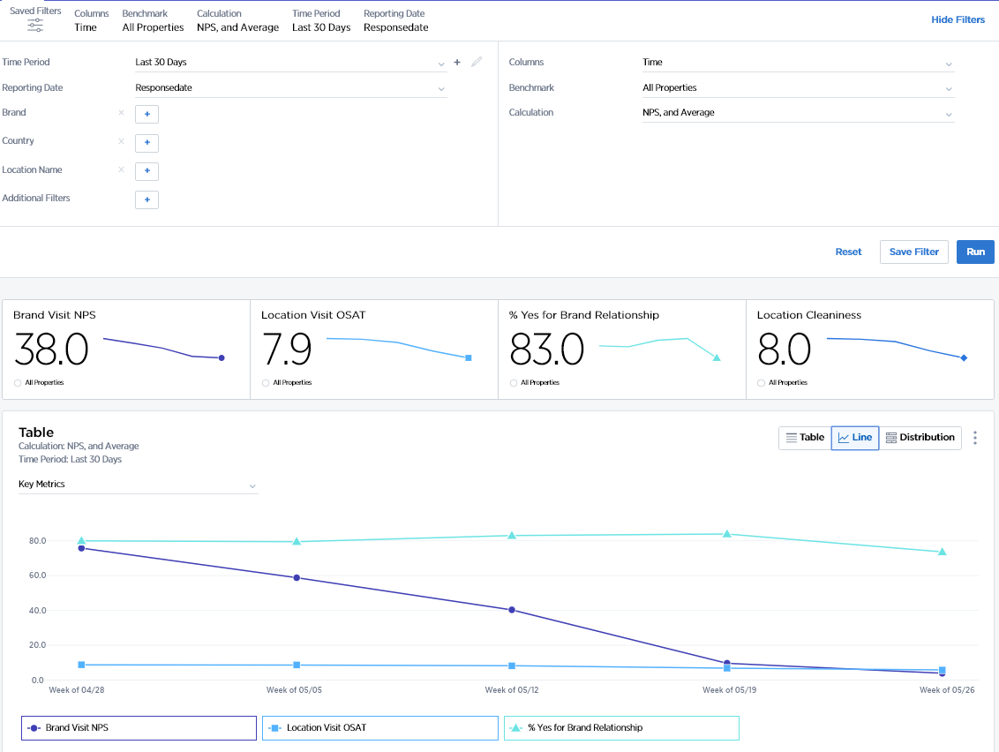 Saved Filters
Columns
Time
Benchmark
All Properties
Calculation
NPS, and Average
Time Period
Last 30 Days
Reporting Date
Responsedate
Hide Filters
Time Period
Last 30 Days
+
Reporting Date
Responsedate
Brand
+
Country
+
Location Name
+
Additional Filters
+
Columns
Time
Benchmark
All Properties
Calculation
NPS, and Average
Reset
Save Filter
Run
Brand Visit NPS
38.0
All Properties
Location Visit OSAT
7.9
All Properties
% Yes for Brand Relationship
83.0
All Properties
Location Cleaniness
8.0
All Properties
Table
Calculation: NPS, and Average
Time Period: Last 30 Days
Table
Line
Distribution
Key Metrics
80.0
60.0
40.0
20.0
0.0
Week of 04/28
Week of 05/05
Week of 05/12
Week of 05/19
Week of 05/26
Brand Visit NPS
Location Visit OSAT
% Yes for Brand Relationship